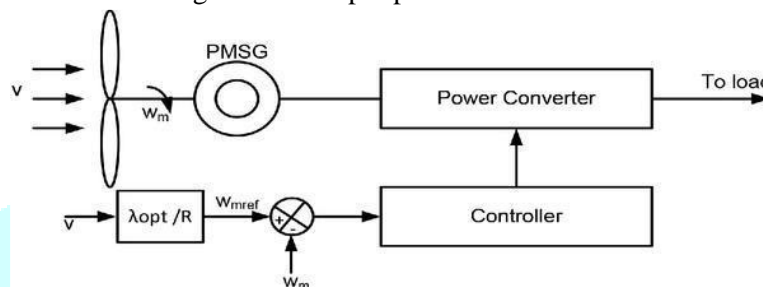 PMSG
v
wm
Power Converter
To load
v
λopt /R
wmref
+
-
wm
Controller